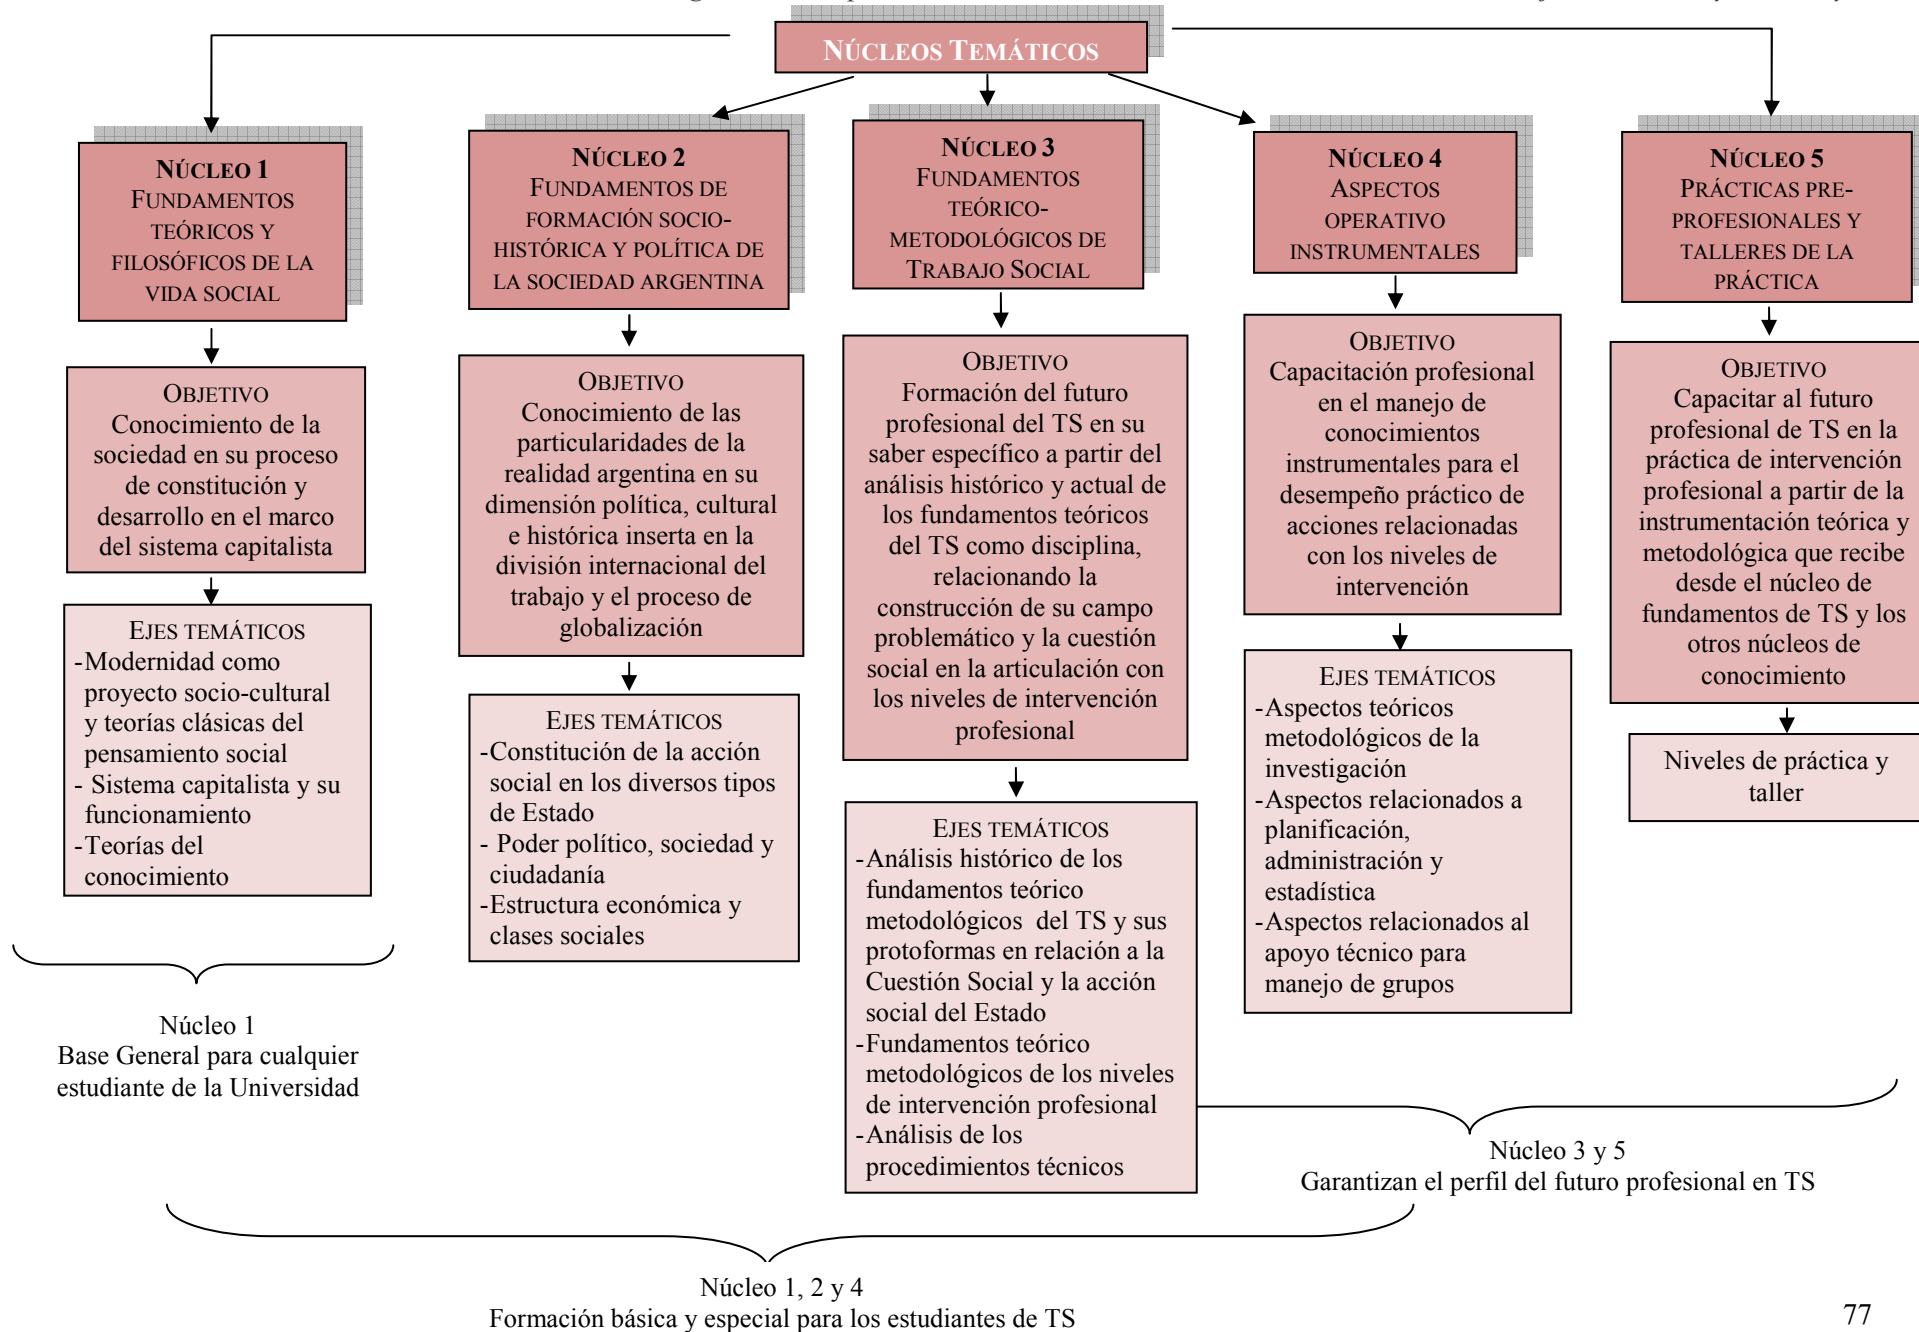 NÚCLEOS TEMÁTICOS
NÚCLEO 1
FUNDAMENTOS
TEÓRICOS Y
FILOSÓFICOS DE LA
VIDA SOCIAL
OBJETIVO
Conocimiento de la
sociedad en su proceso
de constitución y
desarrollo en el marco
del sistema capitalista
EJES TEMÁTICOS
-Modernidad como
proyecto socio-cultural
y teorías clásicas del
pensamiento social
- Sistema capitalista y su
funcionamiento
-Teorías del
conocimiento
Núcleo 1
Base General para cualquier
estudiante de la Universidad
NÚCLEO 2
FUNDAMENTOS DE
FORMACIÓN SOCIO-
HISTÓRICA Y POLÍTICA DE
LA SOCIEDAD ARGENTINA
OBJETIVO
Conocimiento de las
particularidades de la
realidad argentina en su
dimensión política, cultural
e histórica inserta en la
división internacional del
trabajo y el proceso de
globalización
EJES TEMÁTICOS
-Constitución de la acción
social en los diversos tipos
de Estado
- Poder político, sociedad y
ciudadanía
-Estructura económica y
clases sociales
NÚCLEO 3
FUNDAMENTOS
TEÓRICO-
METODOLÓGICOS DE
TRABAJO SOCIAL
OBJETIVO
Formación del futuro
profesional del TS en su
saber específico a partir del
análisis histórico y actual de
los fundamentos teóricos
del TS como disciplina,
relacionando la
construcción de su campo
problemático y la cuestión
social en la articulación con
los niveles de intervención
profesional
EJES TEMÁTICOS
-Análisis histórico de los
fundamentos teórico
metodológicos del TS y sus
protoformas en relación a la
Cuestión Social y la acción
social del Estado
-Fundamentos teórico
metodológicos de los niveles
de intervención profesional
-Análisis de los
procedimientos técnicos
NÚCLEO 4
ASPECTOS
OPERATIVO
INSTRUMENTALES
OBJETIVO
Capacitación profesional
en el manejo de
conocimientos
instrumentales para el
desempeño práctico de
acciones relacionadas
con los niveles de
intervención
EJES TEMÁTICOS
-Aspectos teóricos
metodológicos de la
investigación
-Aspectos relacionados a
planificación,
administración y
estadística
-Aspectos relacionados al
apoyo técnico para
manejo de grupos
NÚCLEO 5
PRÁCTICAS PRE-
PROFESIONALES Y
TALLERES DE LA
PRÁCTICA
OBJETIVO
Capacitar al futuro
profesional de TS en la
práctica de intervención
profesional a partir de la
instrumentación teórica y
metodológica que recibe
desde el núcleo de
fundamentos de TS y los
otros núcleos de
conocimiento
Niveles de práctica y
taller
Núcleo 3 y 5
Garantizan el perfil del futuro profesional en TS
Núcleo 1, 2 y 4
Formación básica y especial para los estudiantes de TS
77